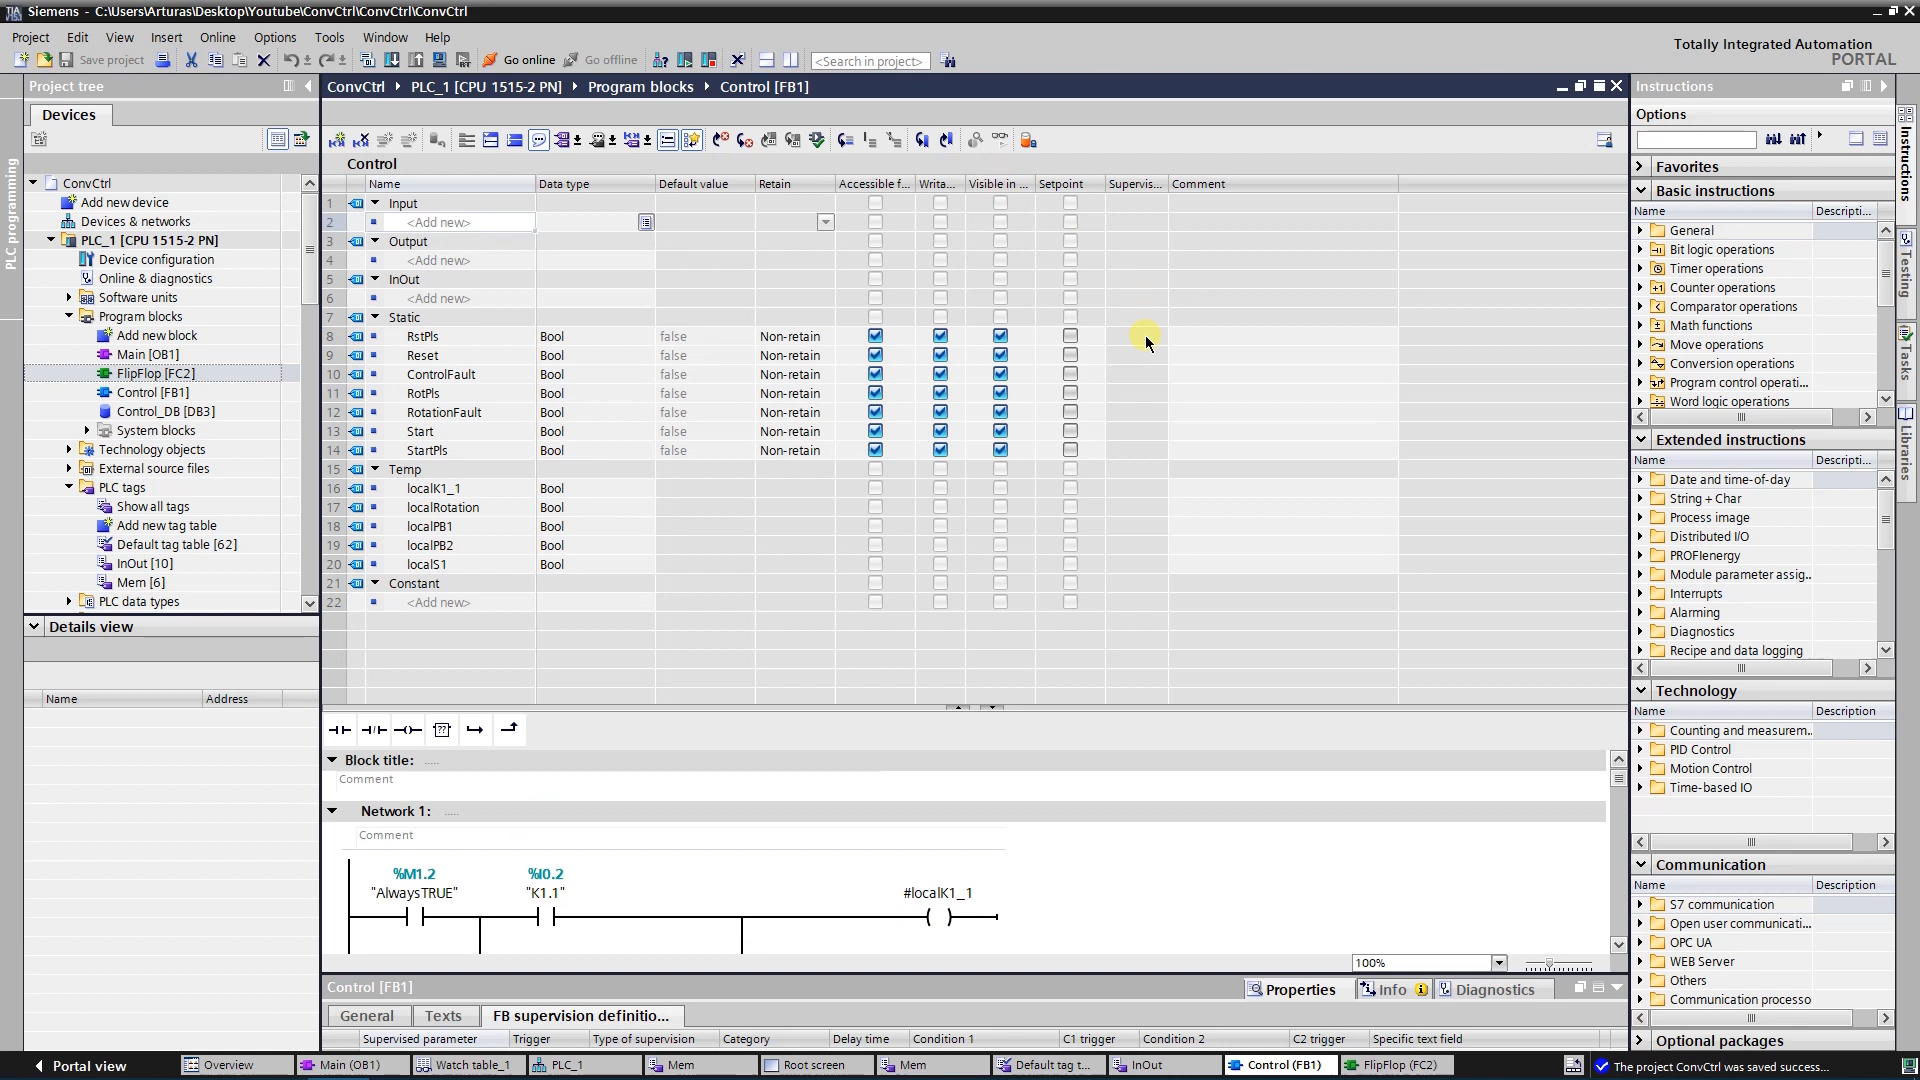 Siemens - C:\Users\Arturas\Desktop\Youtube\ConvCtrl\ConvCtrl\ConvCtrl
Project Edit View Insert Online Options Tools Window Help
Totally Integrated Automation
PORTAL
Save project Go online Go offline <Search in project>
Project tree
ConvCtrl PLC_1 [CPU 1515-2 PN] Program blocks Control [FB1]
Instructions
Devices
Options
PLC programming
ConvCtrl
Add new device
Devices & networks
PLC_1 [CPU 1515-2 PN]
Device configuration
Online & diagnostics
Software units
Program blocks
Add new block
Main [OB1]
FlipFlop [FC2]
Control [FB1]
Control_DB [DB3]
System blocks
Technology objects
External source files
PLC tags
Show all tags
Add new tag table
Default tag table [62]
InOut [10]
Mem [6]
PLC data types
Details view
Name Address
Control
Name Data type Default value Retain Accessible f... Writa... Visible in ... Setpoint Supervis... Comment
1 Input
2 <Add new>
3 Output
4 <Add new>
5 InOut
6 <Add new>
7 Static
8 RstPls Bool false Non-retain
9 Reset Bool false Non-retain
10 ControlFault Bool false Non-retain
11 RotPls Bool false Non-retain
12 RotationFault Bool false Non-retain
13 Start Bool false Non-retain
14 StartPls Bool false Non-retain
15 Temp
16 localK1_1 Bool
17 localRotation Bool
18 localPB1 Bool
19 localPB2 Bool
20 localS1 Bool
21 Constant
22 <Add new>
Block title: .....
Comment
Network 1: .....
Comment
%M1.2 %I0.2
"AlwaysTRUE" "K1.1" #localK1_1
100%
Control [FB1]
Properties Info Diagnostics
General Texts FB supervision definitio...
Supervised parameter Trigger Type of supervision Category Delay time Condition 1 C1 trigger Condition 2 C2 trigger Specific text field
Favorites
Basic instructions
Name Descripti...
General
Bit logic operations
Timer operations
Counter operations
Comparator operations
Math functions
Move operations
Conversion operations
Program control operati...
Word logic operations
Extended instructions
Name Descripti...
Date and time-of-day
String + Char
Process image
Distributed I/O
PROFIenergy
Module parameter assig..
Interrupts
Alarming
Diagnostics
Recipe and data logging
Technology
Name Description
Counting and measurem..
PID Control
Motion Control
Time-based IO
Communication
Name Description
S7 communication
Open user communicati...
OPC UA
WEB Server
Others
Communication processo
Optional packages
Instructions
Testing
Tasks
Libraries
Portal view Overview Main (OB1) Watch table_1 PLC_1 Mem Root screen Mem Default tag t... InOut Control (FB1) FlipFlop (FC2) The project ConvCtrl was saved success...